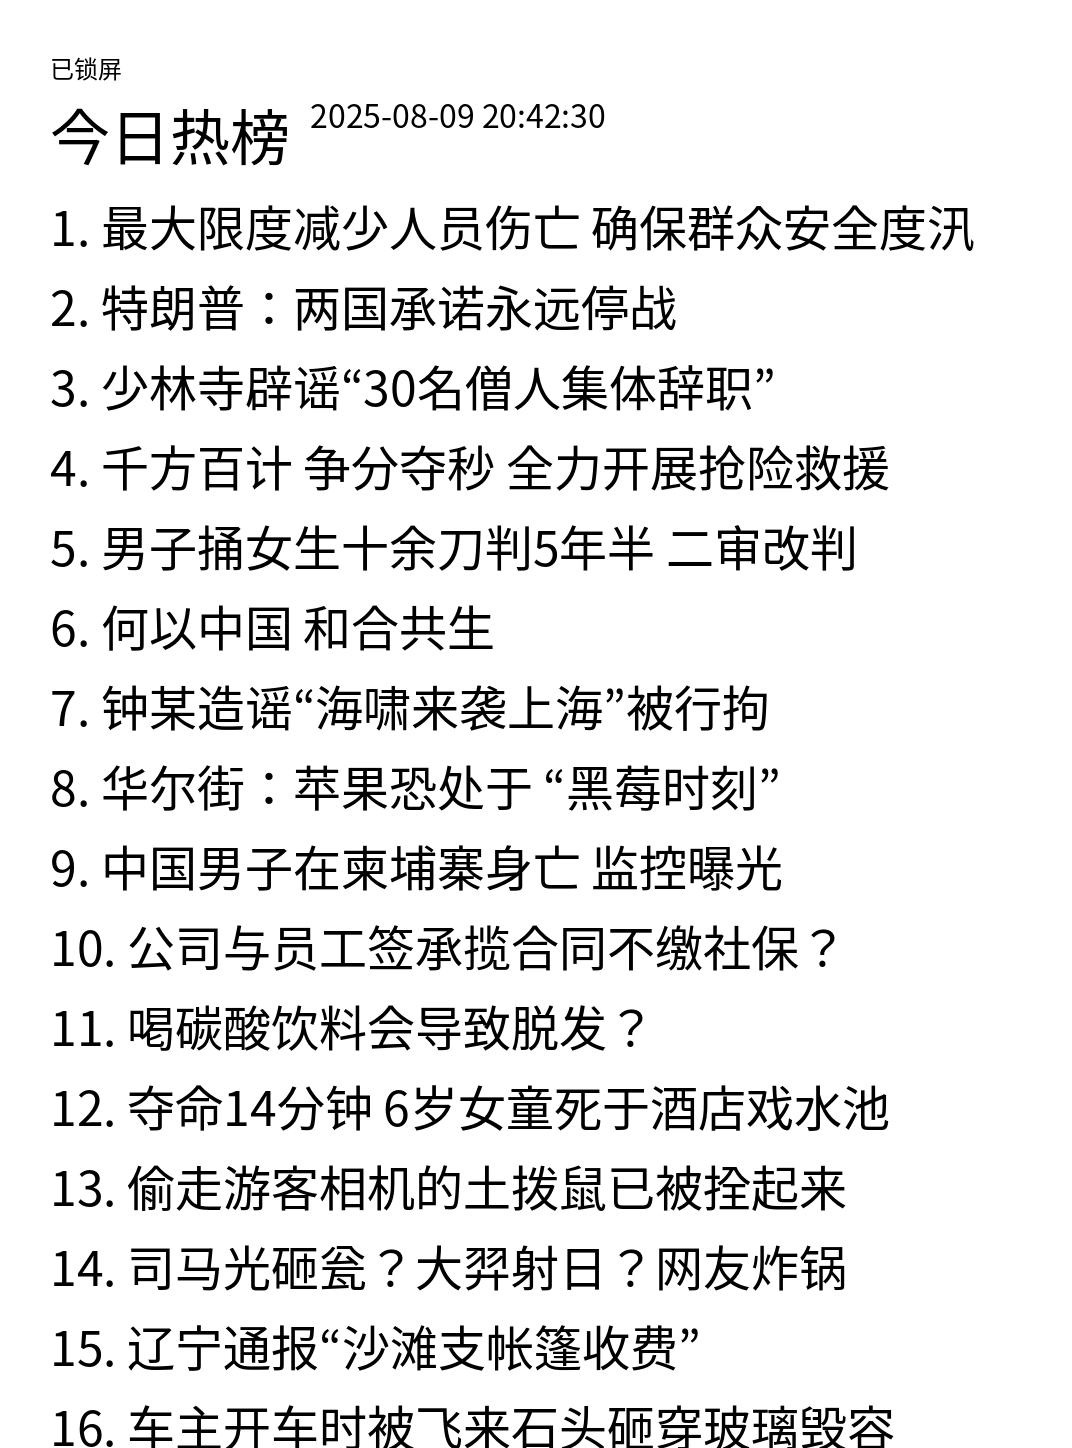 已锁屏
今日热榜 2025-08-09 20:42:30
1. 最大限度减少人员伤亡 确保群众安全度汛
2. 特朗普：两国承诺永远停战
3. 少林寺辟谣“30名僧人集体辞职”
4. 千方百计 争分夺秒 全力开展抢险救援
5. 男子捅女生十余刀判5年半 二审改判
6. 何以中国 和合共生
7. 钟某造谣“海啸来袭上海”被行拘
8. 华尔街：苹果恐处于 “黑莓时刻”
9. 中国男子在柬埔寨身亡 监控曝光
10. 公司与员工签承揽合同不缴社保？
11. 喝碳酸饮料会导致脱发？
12. 夺命14分钟 6岁女童死于酒店戏水池
13. 偷走游客相机的土拨鼠已被拴起来
14. 司马光砸瓮？大羿射日？网友炸锅
15. 辽宁通报“沙滩支帐篷收费”
16. 车主开车时被飞来石头砸穿玻璃毁容